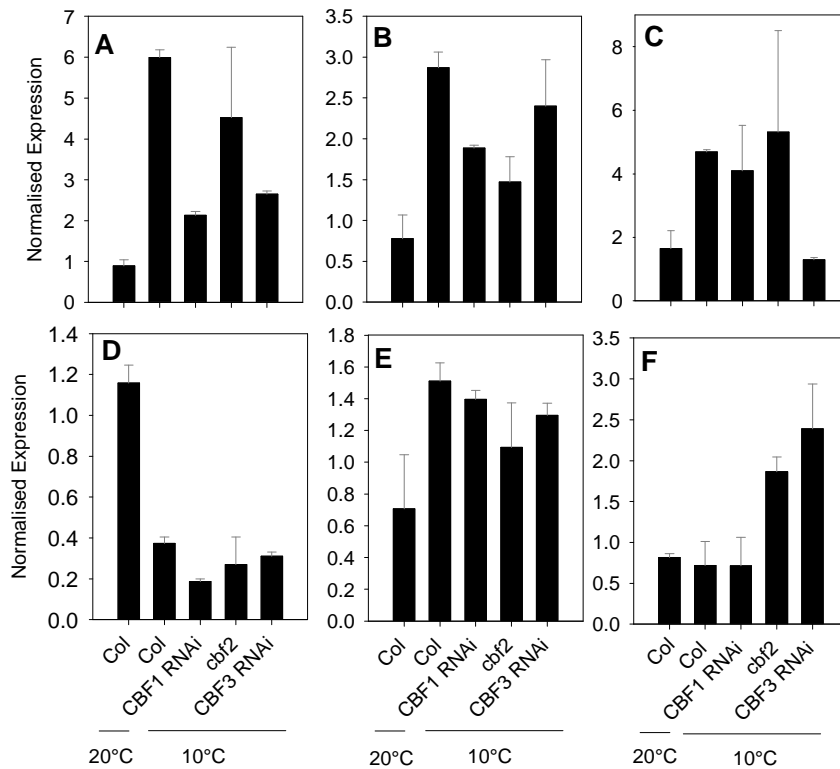 A
B
C
Normalised Expression
7
6
5
4
3
2
1
0
3.5
3.0
2.5
2.0
1.5
1.0
0.5
0.0
8
6
4
2
0
D
E
F
Normalised Expression
1.4
1.2
1.0
0.8
0.6
0.4
0.2
0.0
1.8
1.6
1.4
1.2
1.0
0.8
0.6
0.4
0.2
0.0
3.5
3.0
2.5
2.0
1.5
1.0
0.5
0.0
Col
Col
CBF1 RNAi
cbf2
CBF3 RNAi
Col
Col
CBF1 RNAi
cbf2
CBF3 RNAi
Col
Col
CBF1 RNAi
cbf2
CBF3 RNAi
20°C
10°C
20°C
10°C
20°C
10°C